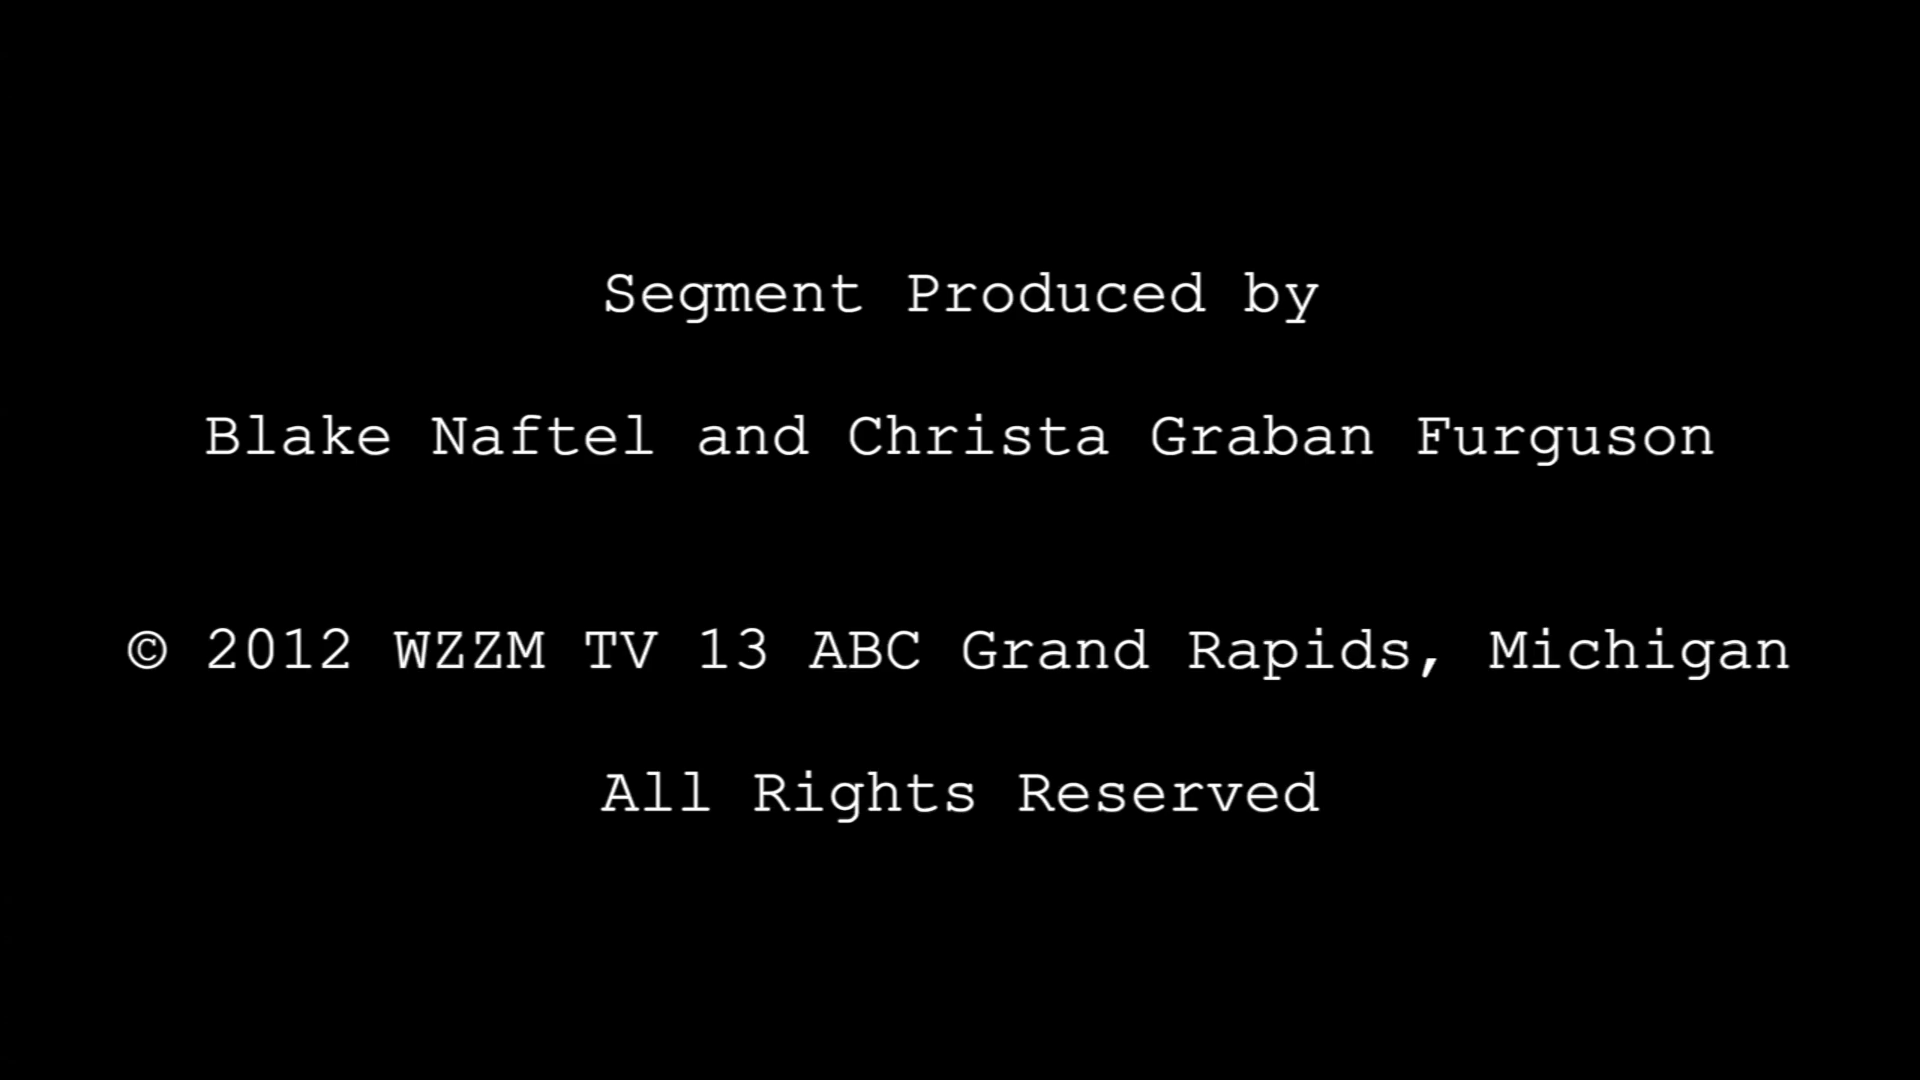 Segment Produced by
Blake Naftel and Christa Graban Furguson
© 2012 WZZM TV 13 ABC Grand Rapids, Michigan
All Rights Reserved